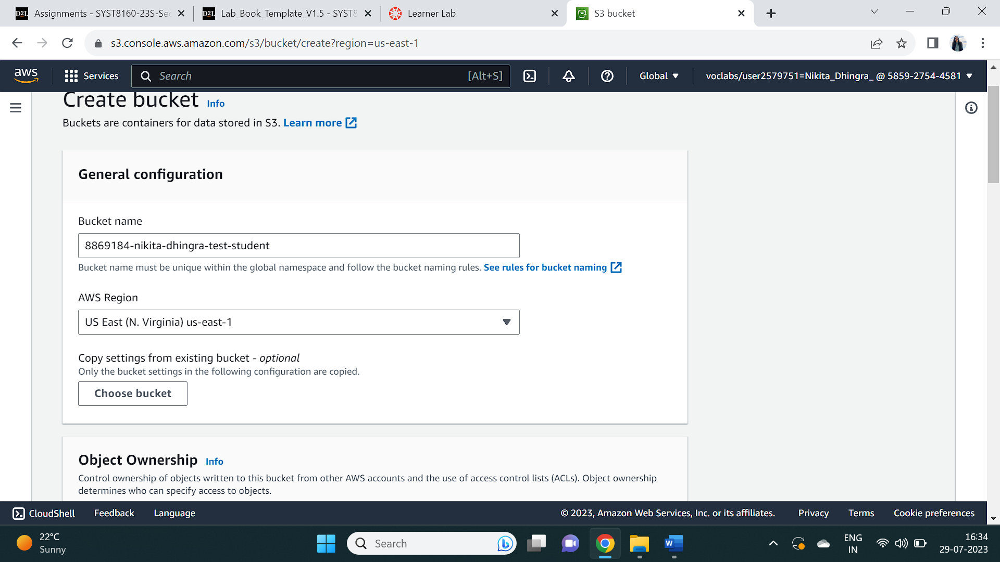 Assignments - SYST8160-23S-Sec
Lab_Book_Template_V1.5 - SYST8
Learner Lab
S3 bucket
s3.console.aws.amazon.com/s3/bucket/create?region=us-east-1
aws
Services
Search
[Alt+S]
Global
voclabs/user2579751=Nikita_Dhingra_ @ 5859-2754-4581
Create bucket Info
Buckets are containers for data stored in S3. Learn more
General configuration
Bucket name
8869184-nikita-dhingra-test-student
Bucket name must be unique within the global namespace and follow the bucket naming rules. See rules for bucket naming
AWS Region
US East (N. Virginia) us-east-1
Copy settings from existing bucket - optional
Only the bucket settings in the following configuration are copied.
Choose bucket
Object Ownership Info
Control ownership of objects written to this bucket from other AWS accounts and the use of access control lists (ACLs). Object ownership
determines who can specify access to objects.
CloudShell
Feedback
Language
© 2023, Amazon Web Services, Inc. or its affiliates.
Privacy
Terms
Cookie preferences
22°C
Sunny
Search
ENG
IN
16:34
29-07-2023